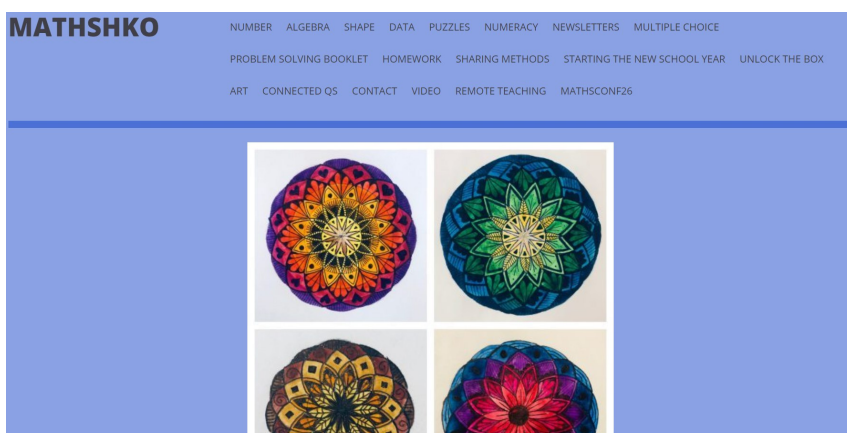 MATHSHKO
NUMBER ALGEBRA SHAPE DATA PUZZLES NUMERACY NEWSLETTERS MULTIPLE CHOICE
PROBLEM SOLVING BOOKLET HOMEWORK SHARING METHODS STARTING THE NEW SCHOOL YEAR UNLOCK THE BOX
ART CONNECTED QS CONTACT VIDEO REMOTE TEACHING MATHSCONF26